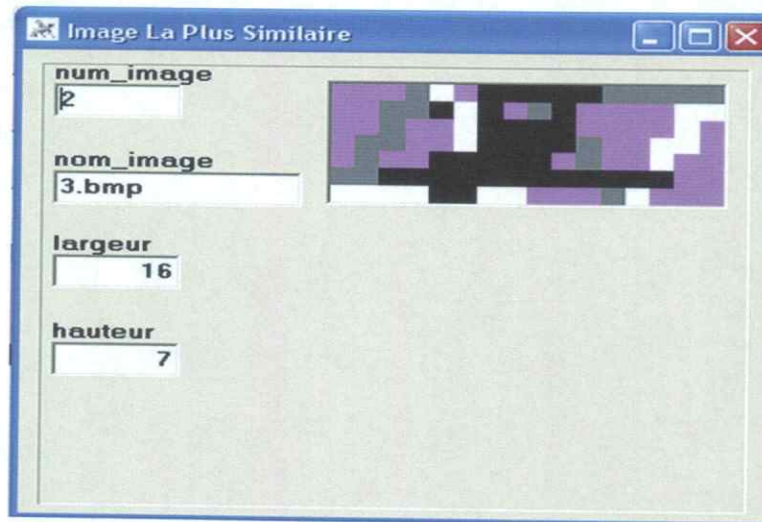 Image La Plus Similaire
num_image
2
nom_image
3.bmp
largeur
16
hauteur
7